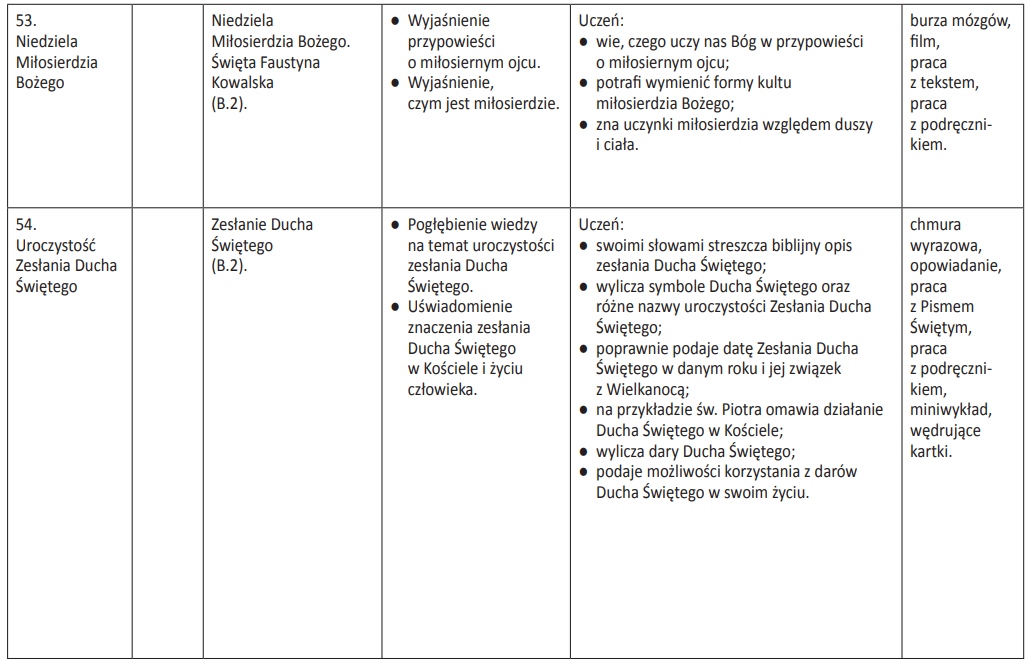 53.
Niedziela
Miłosierdzia
Bożego
Niedziela
Miłosierdzia Bożego.
Święta Faustyna
Kowalska
(B.2).
● Wyjaśnienie
przypowieści
o miłosiernym ojcu.
● Wyjaśnienie,
czym jest miłosierdzie.
Uczeń:
● wie, czego uczy nas Bóg w przypowieści
o miłosiernym ojcu;
● potrafi wymienić formy kultu
miłosierdzia Bożego;
● zna uczynki miłosierdzia względem duszy
i ciała.
burza mózgów,
film,
praca
z tekstem,
praca
z podręczni-
kiem.
54.
Uroczystość
Zesłania Ducha
Świętego
Zesłanie Ducha
Świętego
(B.2).
● Pogłębienie wiedzy
na temat uroczystości
zesłania Ducha
Świętego.
● Uświadomienie
znaczenia zesłania
Ducha Świętego
w Kościele i życiu
człowieka.
Uczeń:
● swoimi słowami streszcza biblijny opis
zesłania Ducha Świętego;
● wylicza symbole Ducha Świętego oraz
różne nazwy uroczystości Zesłania Ducha
Świętego;
● poprawnie podaje datę Zesłania Ducha
Świętego w danym roku i jej związek
z Wielkanocą;
● na przykładzie św. Piotra omawia działanie
Ducha Świętego w Kościele;
● wylicza dary Ducha Świętego;
● podaje możliwości korzystania z darów
Ducha Świętego w swoim życiu.
chmura
wyrazowa,
opowiadanie,
praca
z Pismem
Świętym,
praca
z podręczni-
kiem,
miniwykład,
wędrujące
kartki.